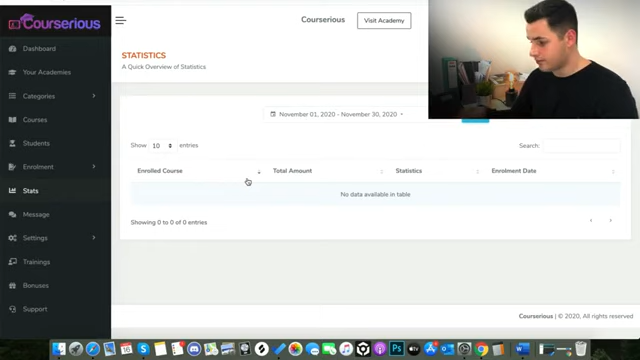 Courserious
Courserious
Visit Academy
Dashboard
Your Academies
Categories
Courses
Students
Enrolment
Stats
Message
Settings
Trainings
Bonuses
Support
STATISTICS
A Quick Overview of Statistics
November 01, 2020 - November 30, 2020
Show 10 entries
Search:
Enrolled Course Total Amount Statistics Enrolment Date
No data available in table
Showing 0 to 0 of 0 entries
Courserious | © 2020, All rights reserved